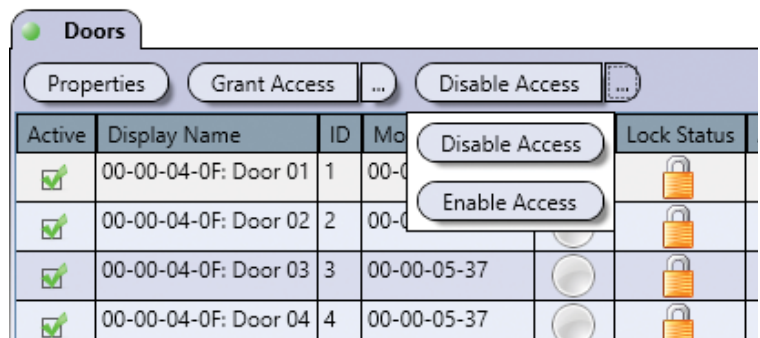 Doors
Properties Grant Access ... Disable Access ...
Active Display Name ID Mo Lock Status
Disable Access
00-00-04-0F: Door 01 1 00-0
Enable Access
00-00-04-0F: Door 02 2 00-0
00-00-04-0F: Door 03 3 00-00-05-37
00-00-04-0F: Door 04 4 00-00-05-37